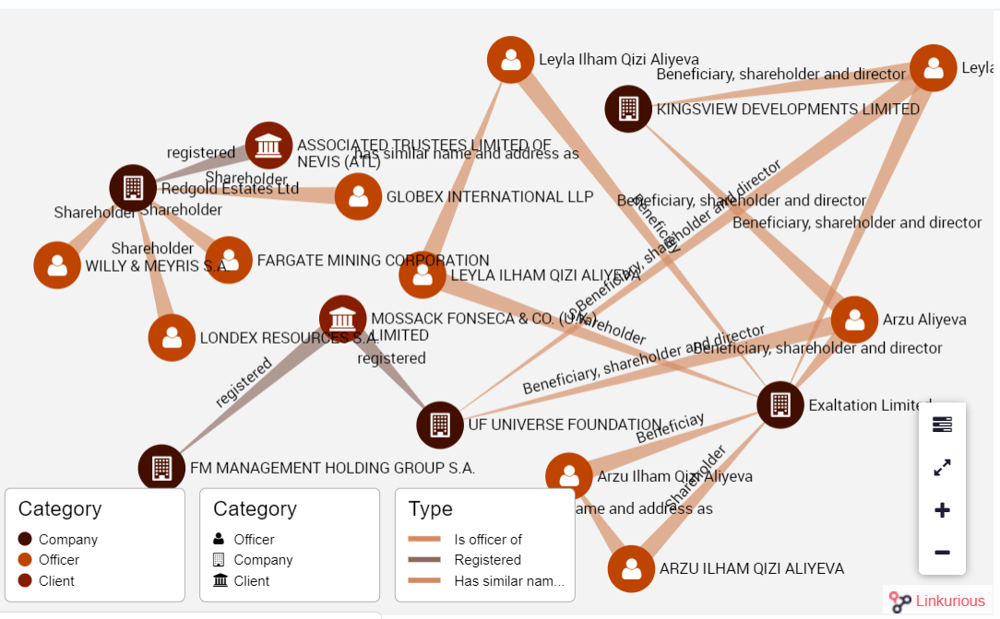 Leyla Ilham Qizi Aliyeva
Leyla
Beneficiary, shareholder and director
KINGSVIEW DEVELOPMENTS LIMITED
registered
ASSOCIATED TRUSTEES LIMITED OF
NEVIS (ATL)
has similar name and address as
Shareholder
Redgold Estates Ltd
GLOBEX INTERNATIONAL LLP
Beneficiary, shareholder and director
Beneficiary, shareholder and director
Beneficiary, shareholder and director
Beneficiay
Shareholder
Shareholder
Shareholder
WILLY & MEYRIS S.A.
FARGATE MINING CORPORATION
LEYLA ILHAM QIZI ALIYEVA
Shareholder
MOSSACK FONSECA & CO. (U.K.)
LIMITED
Arzu Aliyeva
LONDEX RESOURCES S.A.
registered
registered
Beneficiary, shareholder and director
Beneficiary, shareholder and director
Exaltation Limited
UF UNIVERSE FOUNDATION
Beneficiay
Shareholder
FM MANAGEMENT HOLDING GROUP S.A.
Arzu Ilham Qizi Aliyeva
ame and address as
ARZU ILHAM QIZI ALIYEVA
Category
Company
Officer
Client
Category
Officer
Company
Client
Type
Is officer of
Registered
Has similar nam...
Linkurious